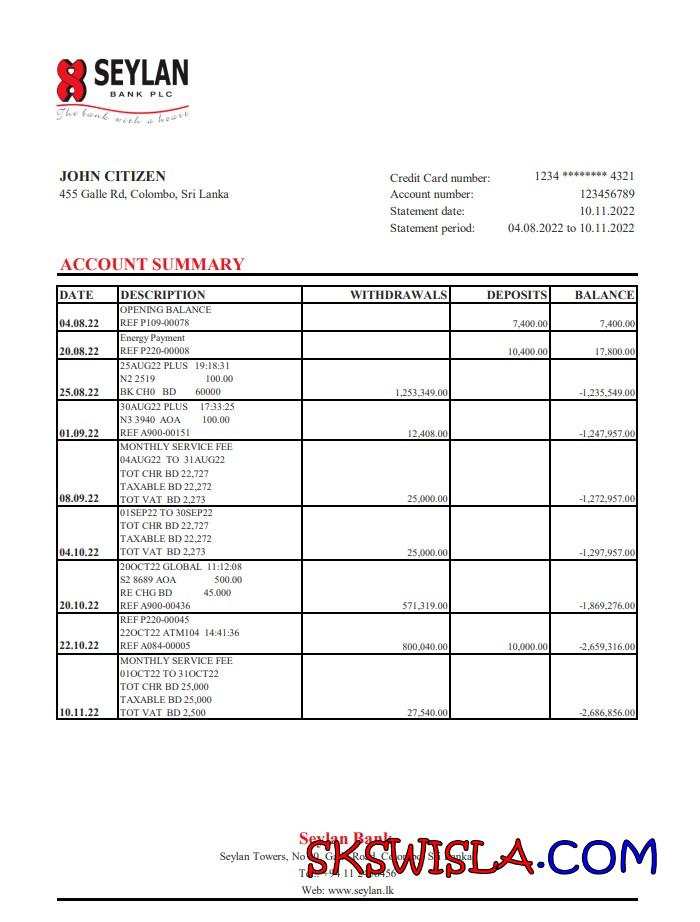 SEYLAN
BANK PLC
The bank with a heart
JOHN CITIZEN
455 Galle Rd, Colombo, Sri Lanka
Credit Card number: 1234 ******** 4321
Account number: 123456789
Statement date: 10.11.2022
Statement period: 04.08.2022 to 10.11.2022
ACCOUNT SUMMARY
DATE DESCRIPTION WITHDRAWALS DEPOSITS BALANCE
OPENING BALANCE
04.08.22 REF P109-00078 7,400.00 7,400.00
Energy Payment
20.08.22 REF P220-00008 10,400.00 17,800.00
25AUG22 PLUS 19:18:31
N2 2519 100.00
25.08.22 BK CH0 BD 60000 1,253,349.00 -1,235,549.00
30AUG22 PLUS 17:33:25
N3 3940 AOA 100.00
01.09.22 REF A900-00151 12,408.00 -1,247,957.00
MONTHLY SERVICE FEE
04AUG22 TO 31AUG22
TOT CHR BD 22,727
TAXABLE BD 22,272
08.09.22 TOT VAT BD 2,273 25,000.00 -1,272,957.00
01SEP22 TO 30SEP22
TOT CHR BD 22,727
TAXABLE BD 22,272
04.10.22 TOT VAT BD 2,273 25,000.00 -1,297,957.00
20OCT22 GLOBAL 11:12:08
S2 8689 AOA 500.00
RE CHG BD 45.000
20.10.22 REF A900-00436 571,319.00 -1,869,276.00
REF P220-00045
22OCT22 ATM104 14:41:36
22.10.22 REF A084-00005 800,040.00 10,000.00 -2,659,316.00
MONTHLY SERVICE FEE
01OCT22 TO 31OCT22
TOT CHR BD 25,000
TAXABLE BD 25,000
10.11.22 TOT VAT BD 2,500 27,540.00 -2,686,856.00
Seylan Bank
SKSWISLA.COM
Seylan Towers, No
+94 11
Web: www.seylan.lk